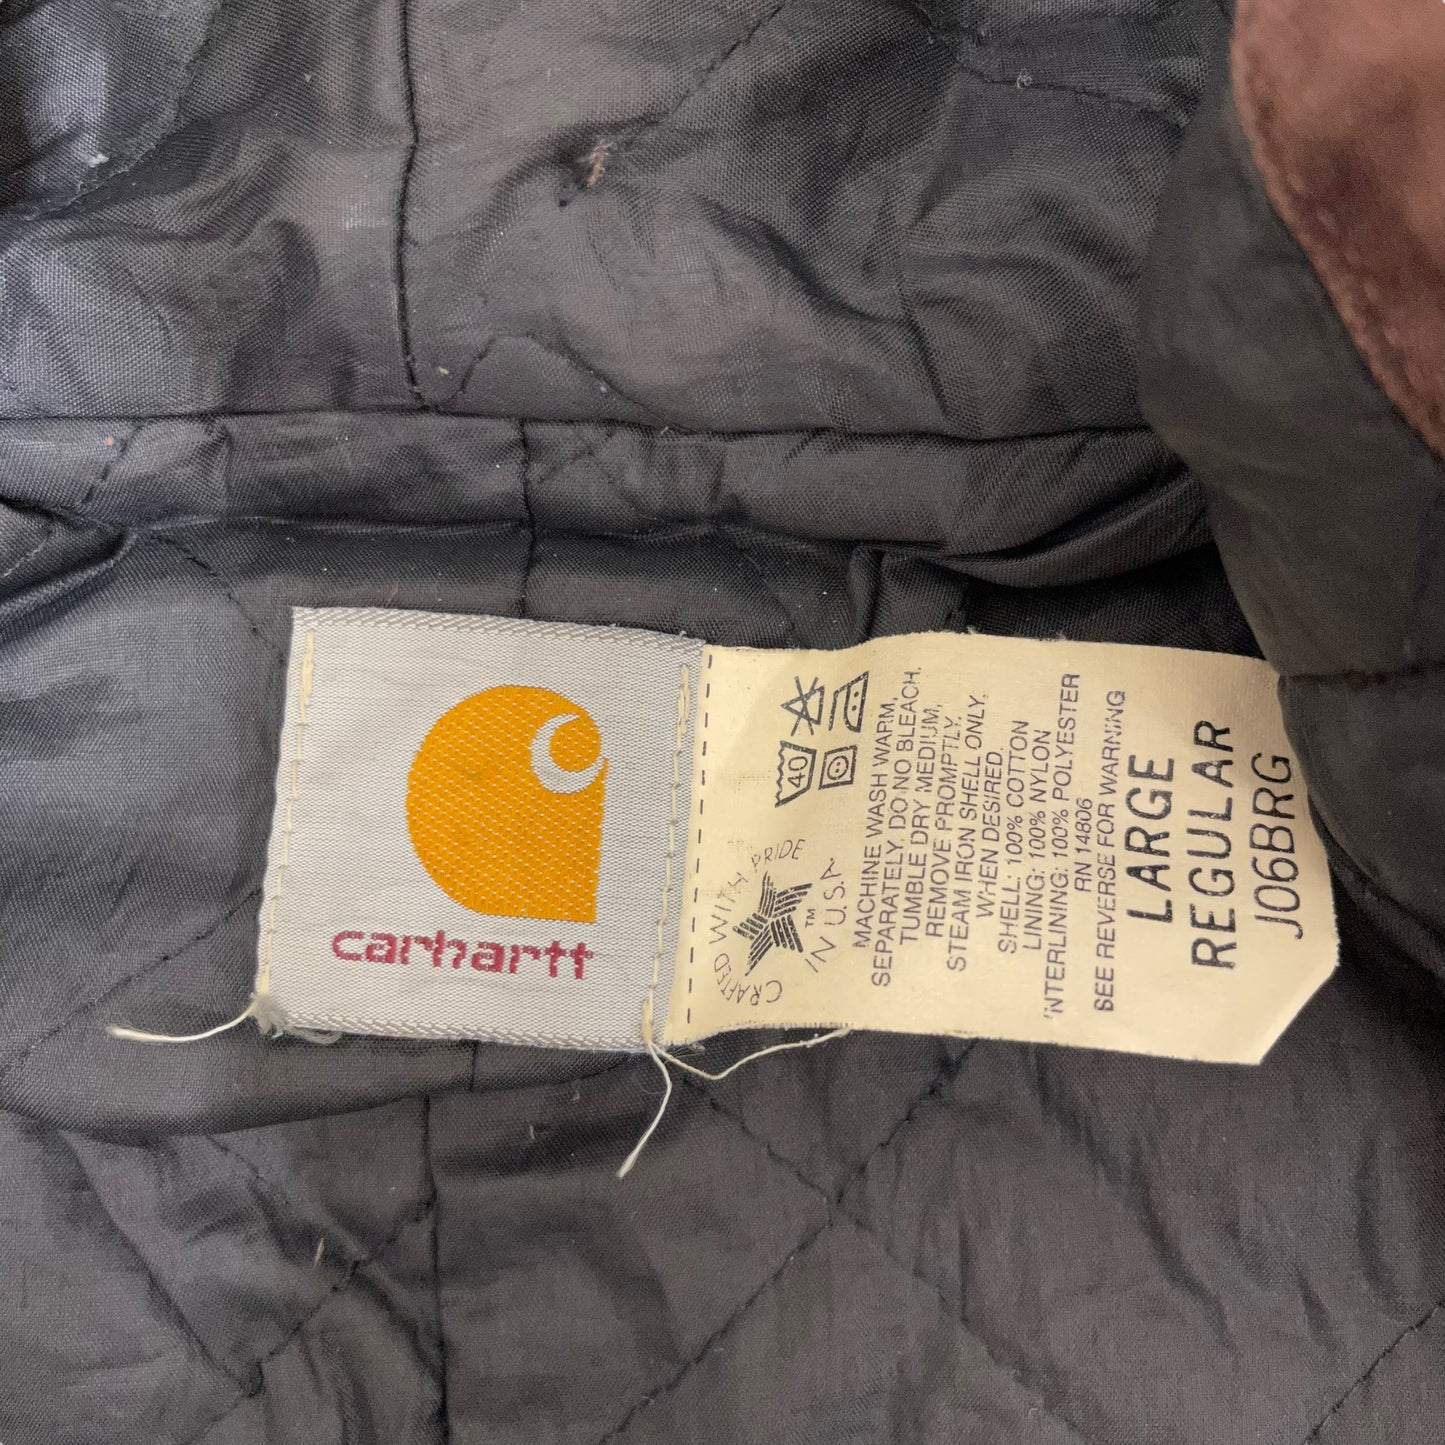 carhartt
40
CRAFTED WITH PRIDE
IN U.S.A.
TM
MACHINE WASH WARM,
SEPARATELY, DO NO BLEACH.
TUMBLE DRY MEDIUM,
REMOVE PROMPTLY.
STEAM IRON SHELL ONLY.
WHEN DESIRED.
SHELL: 100% COTTON
LINING: 100% NYLON
INTERLINING: 100% POLYESTER
RN 14806
SEE REVERSE FOR WARNING
LARGE
REGULAR
J06BRG